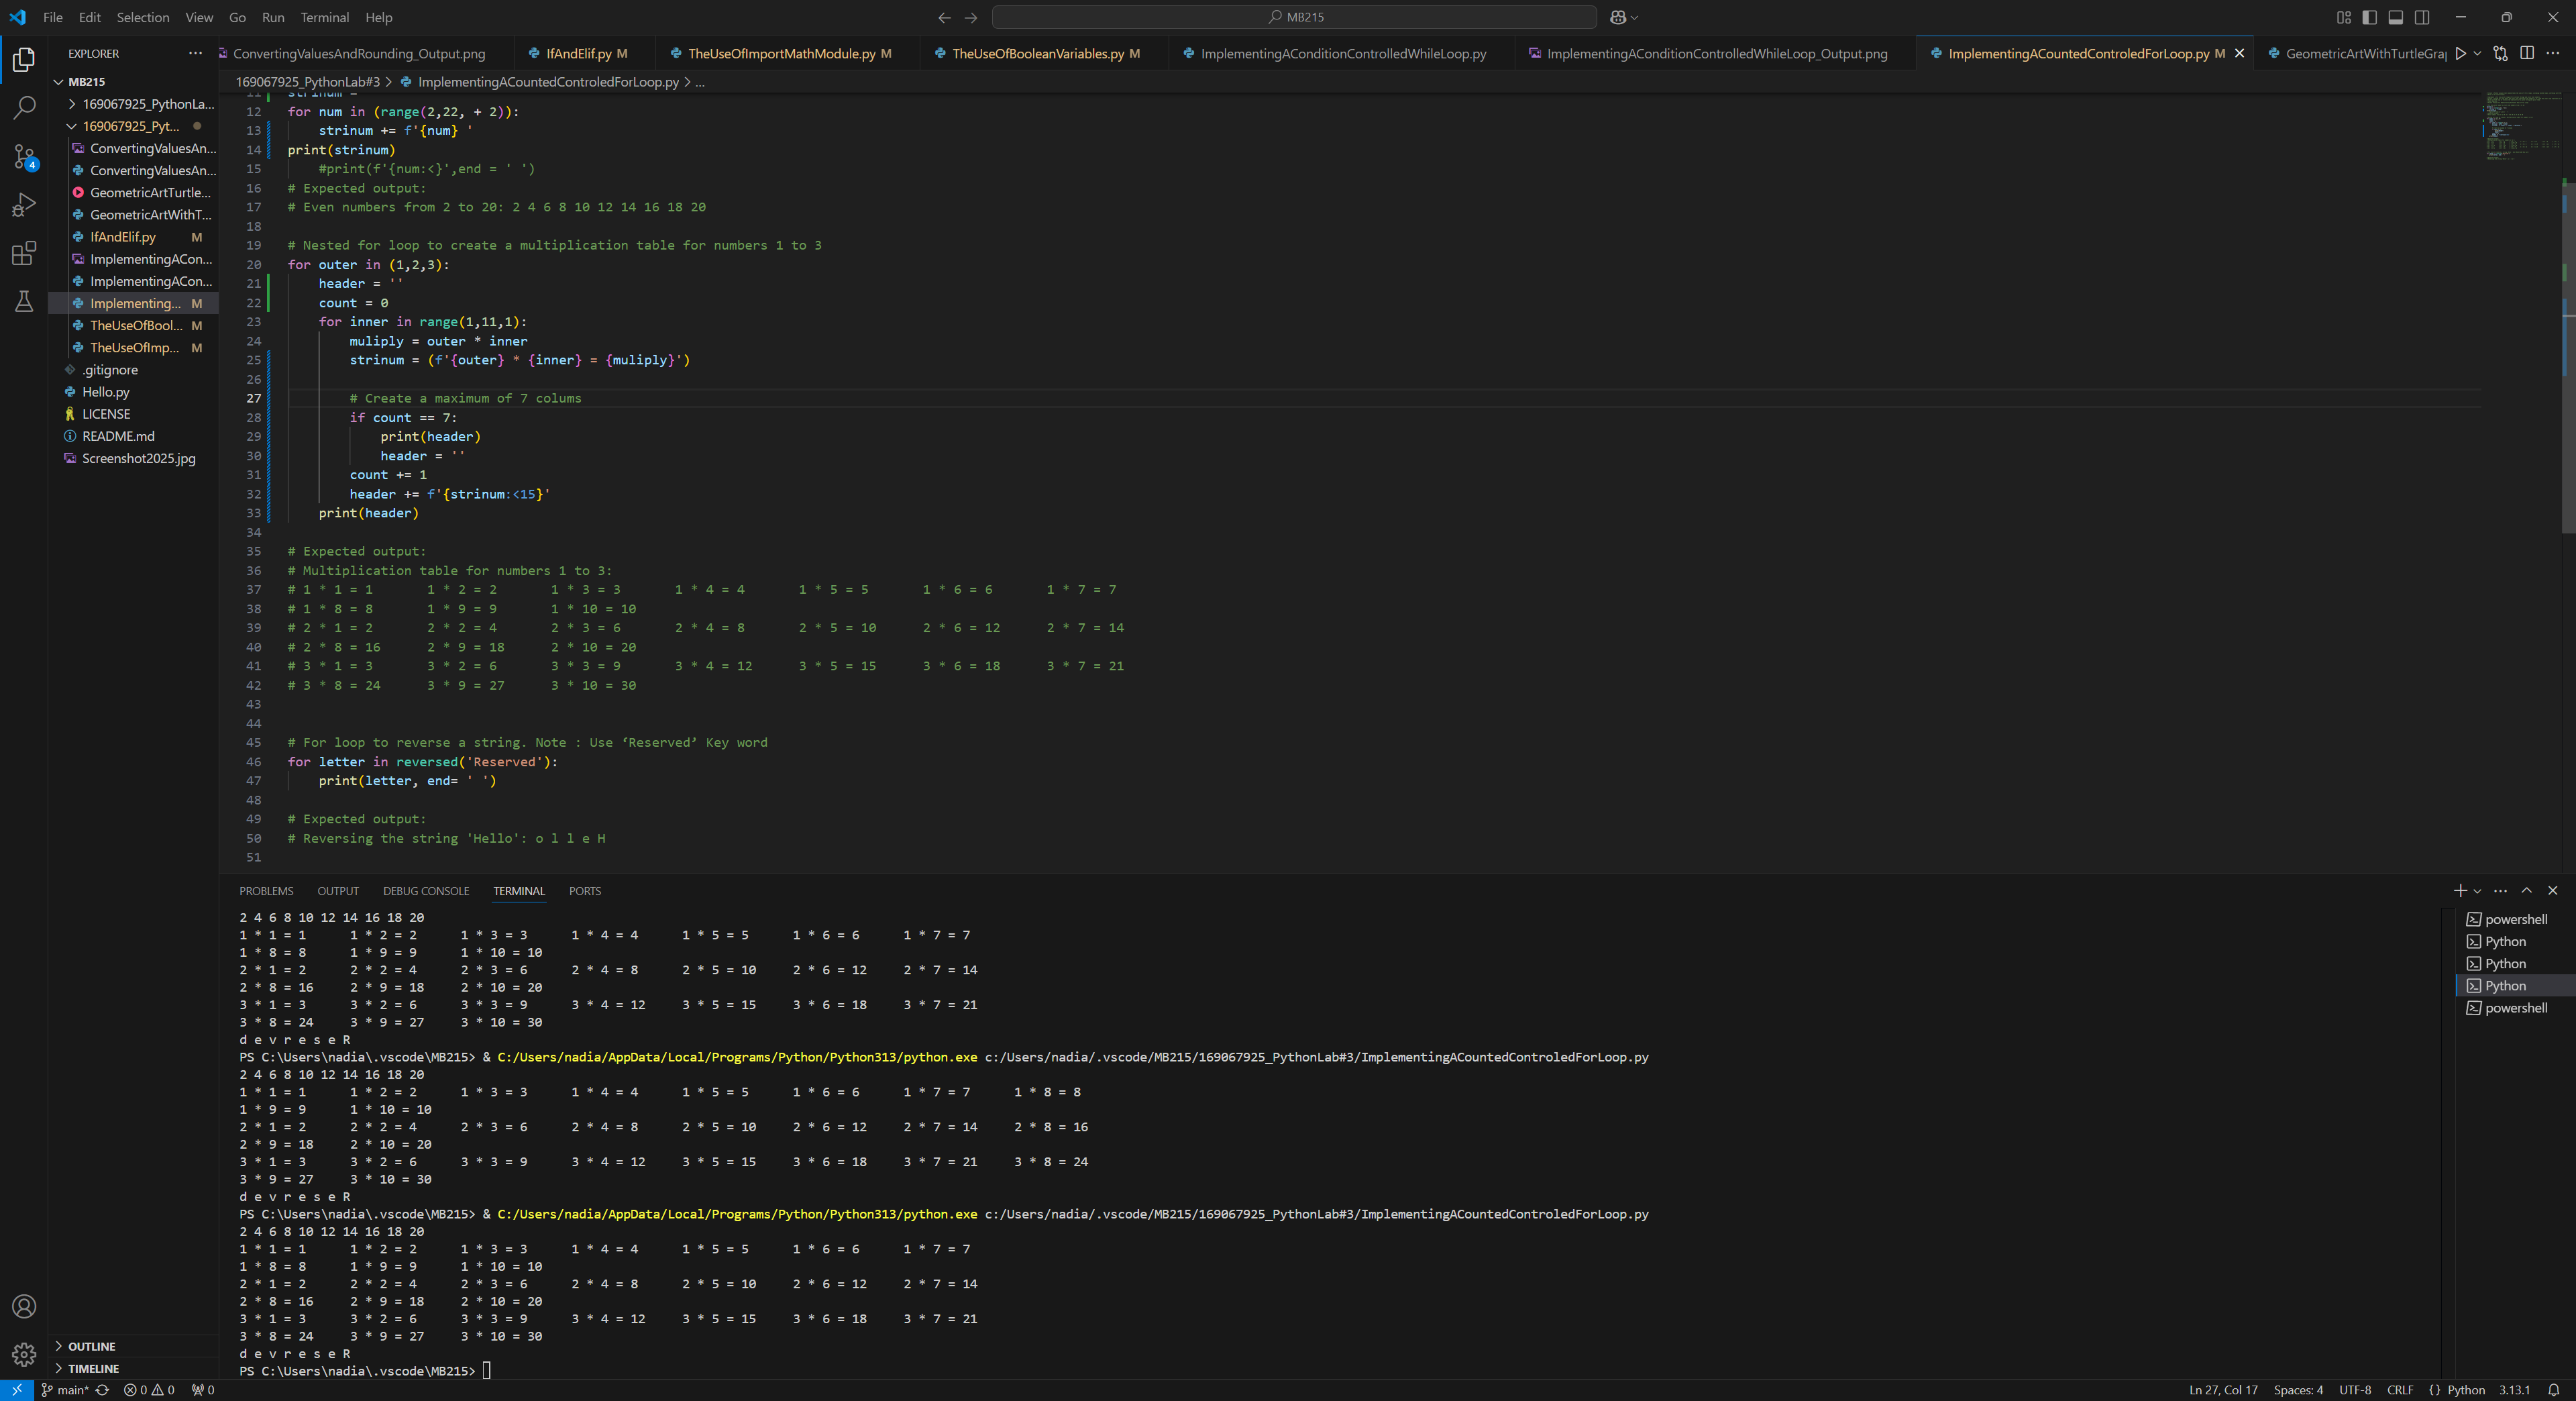 File Edit Selection View Go Run Terminal Help
MB215
EXPLORER
ConvertingValuesAndRounding_Output.png
IfAndElif.py M
TheUseOfImportMathModule.py M
TheUseOfBooleanVariables.py M
ImplementingAConditionControlledWhileLoop.py
ImplementingAConditionControlledWhileLoop_Output.png
ImplementingACountedControledForLoop.py M
GeometricArtWithTurtleGra
169067925_PythonLab#3 > ImplementingACountedControledForLoop.py > ...
MB215
169067925_PythonLa...
169067925_Pyt...
ConvertingValuesAn...
ConvertingValuesAn...
GeometricArtTurtle...
GeometricArtWithT...
IfAndElif.py M
ImplementingACon...
ImplementingACon...
Implementing... M
TheUseOfBool... M
TheUseOfImp... M
.gitignore
Hello.py
LICENSE
README.md
Screenshot2025.jpg
OUTLINE
TIMELINE
4
12 for num in (range(2,22, + 2)):
13 strinum += f'{num} '
14 print(strinum)
15 #print(f'{num:<}',end = ' ')
16 # Expected output:
17 # Even numbers from 2 to 20: 2 4 6 8 10 12 14 16 18 20
18
19 # Nested for loop to create a multiplication table for numbers 1 to 3
20 for outer in (1,2,3):
21 header = ''
22 count = 0
23 for inner in range(1,11,1):
24 muliply = outer * inner
25 strinum = (f'{outer} * {inner} = {muliply}')
26
27 # Create a maximum of 7 colums
28 if count == 7:
29 print(header)
30 header = ''
31 count += 1
32 header += f'{strinum:<15}'
33 print(header)
34
35 # Expected output:
36 # Multiplication table for numbers 1 to 3:
37 # 1 * 1 = 1 1 * 2 = 2 1 * 3 = 3 1 * 4 = 4 1 * 5 = 5 1 * 6 = 6 1 * 7 = 7
38 # 1 * 8 = 8 1 * 9 = 9 1 * 10 = 10
39 # 2 * 1 = 2 2 * 2 = 4 2 * 3 = 6 2 * 4 = 8 2 * 5 = 10 2 * 6 = 12 2 * 7 = 14
40 # 2 * 8 = 16 2 * 9 = 18 2 * 10 = 20
41 # 3 * 1 = 3 3 * 2 = 6 3 * 3 = 9 3 * 4 = 12 3 * 5 = 15 3 * 6 = 18 3 * 7 = 21
42 # 3 * 8 = 24 3 * 9 = 27 3 * 10 = 30
43
44
45 # For loop to reverse a string. Note : Use ‘Reserved’ Key word
46 for letter in reversed('Reserved'):
47 print(letter, end= ' ')
48
49 # Expected output:
50 # Reversing the string 'Hello': o l l e H
51
PROBLEMS OUTPUT DEBUG CONSOLE TERMINAL PORTS
2 4 6 8 10 12 14 16 18 20
1 * 1 = 1 1 * 2 = 2 1 * 3 = 3 1 * 4 = 4 1 * 5 = 5 1 * 6 = 6 1 * 7 = 7
1 * 8 = 8 1 * 9 = 9 1 * 10 = 10
2 * 1 = 2 2 * 2 = 4 2 * 3 = 6 2 * 4 = 8 2 * 5 = 10 2 * 6 = 12 2 * 7 = 14
2 * 8 = 16 2 * 9 = 18 2 * 10 = 20
3 * 1 = 3 3 * 2 = 6 3 * 3 = 9 3 * 4 = 12 3 * 5 = 15 3 * 6 = 18 3 * 7 = 21
3 * 8 = 24 3 * 9 = 27 3 * 10 = 30
d e v r e s e R
PS C:\Users\nadia\.vscode\MB215> & C:/Users/nadia/AppData/Local/Programs/Python/Python313/python.exe c:/Users/nadia/.vscode/MB215/169067925_PythonLab#3/ImplementingACountedControledForLoop.py
2 4 6 8 10 12 14 16 18 20
1 * 1 = 1 1 * 2 = 2 1 * 3 = 3 1 * 4 = 4 1 * 5 = 5 1 * 6 = 6 1 * 7 = 7 1 * 8 = 8
1 * 9 = 9 1 * 10 = 10
2 * 1 = 2 2 * 2 = 4 2 * 3 = 6 2 * 4 = 8 2 * 5 = 10 2 * 6 = 12 2 * 7 = 14 2 * 8 = 16
2 * 9 = 18 2 * 10 = 20
3 * 1 = 3 3 * 2 = 6 3 * 3 = 9 3 * 4 = 12 3 * 5 = 15 3 * 6 = 18 3 * 7 = 21 3 * 8 = 24
3 * 9 = 27 3 * 10 = 30
d e v r e s e R
PS C:\Users\nadia\.vscode\MB215> & C:/Users/nadia/AppData/Local/Programs/Python/Python313/python.exe c:/Users/nadia/.vscode/MB215/169067925_PythonLab#3/ImplementingACountedControledForLoop.py
2 4 6 8 10 12 14 16 18 20
1 * 1 = 1 1 * 2 = 2 1 * 3 = 3 1 * 4 = 4 1 * 5 = 5 1 * 6 = 6 1 * 7 = 7
1 * 8 = 8 1 * 9 = 9 1 * 10 = 10
2 * 1 = 2 2 * 2 = 4 2 * 3 = 6 2 * 4 = 8 2 * 5 = 10 2 * 6 = 12 2 * 7 = 14
2 * 8 = 16 2 * 9 = 18 2 * 10 = 20
3 * 1 = 3 3 * 2 = 6 3 * 3 = 9 3 * 4 = 12 3 * 5 = 15 3 * 6 = 18 3 * 7 = 21
3 * 8 = 24 3 * 9 = 27 3 * 10 = 30
d e v r e s e R
PS C:\Users\nadia\.vscode\MB215>
powershell
Python
Python
Python
powershell
main* 0 0 0
Ln 27, Col 17 Spaces: 4 UTF-8 CRLF {} Python 3.13.1